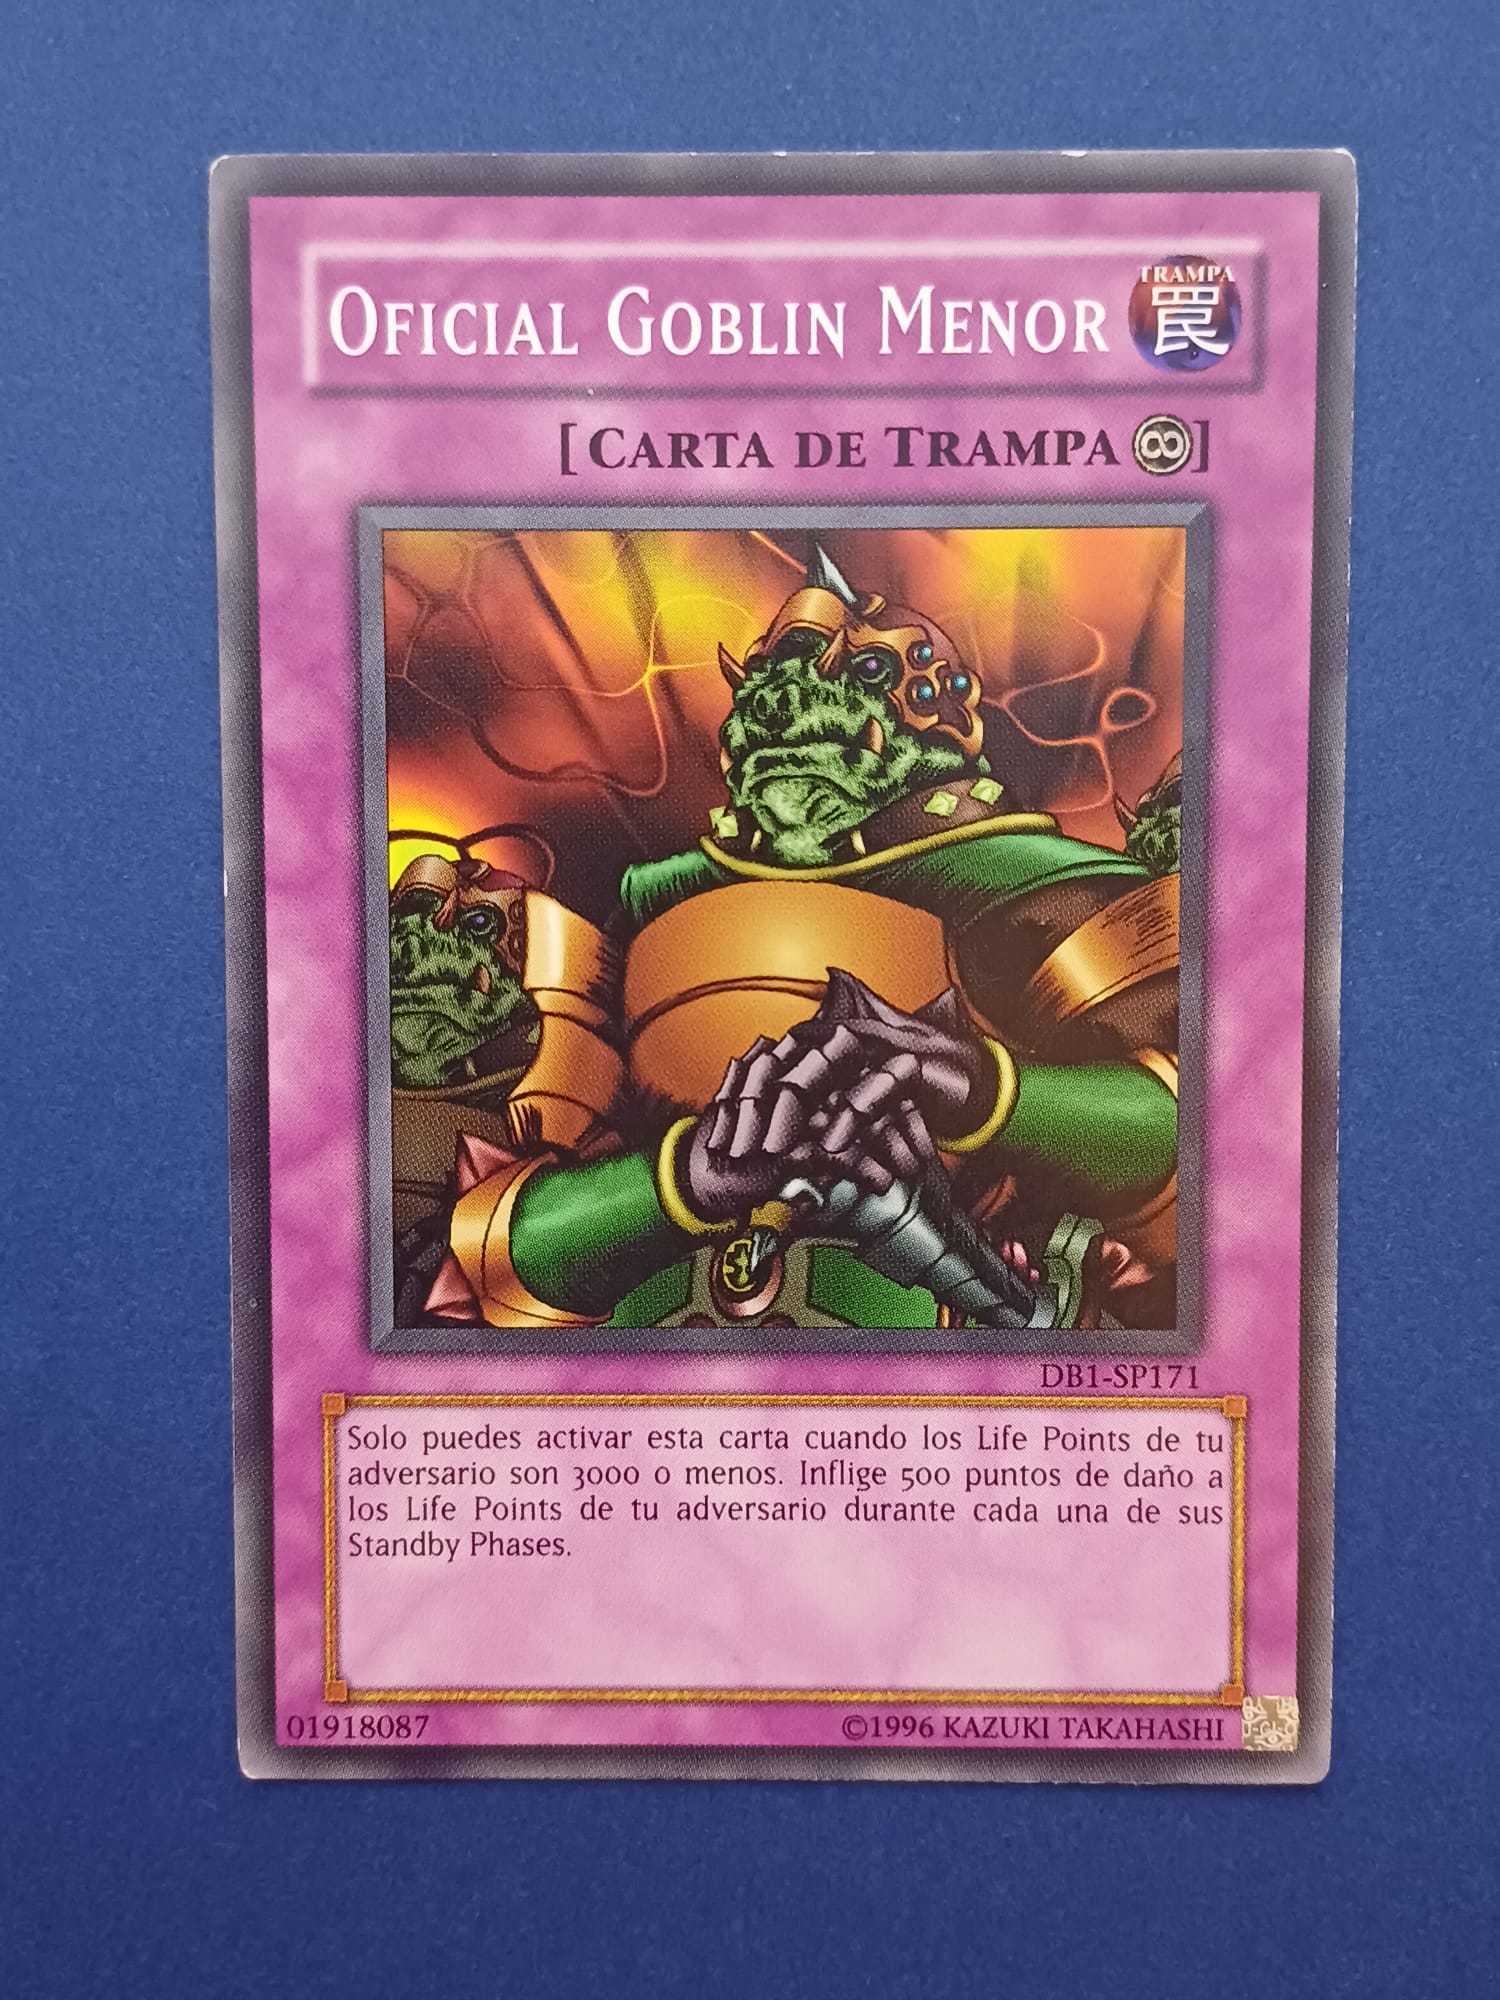 OFICIAL GOBLIN MENOR
TRAMPA
罠
[CARTA DE TRAMPA ∞]
DB1-SP171
Solo puedes activar esta carta cuando los Life Points de tu
adversario son 3000 o menos. Inflige 500 puntos de daño a
los Life Points de tu adversario durante cada una de sus
Standby Phases.
01918087
©1996 KAZUKI TAKAHASHI